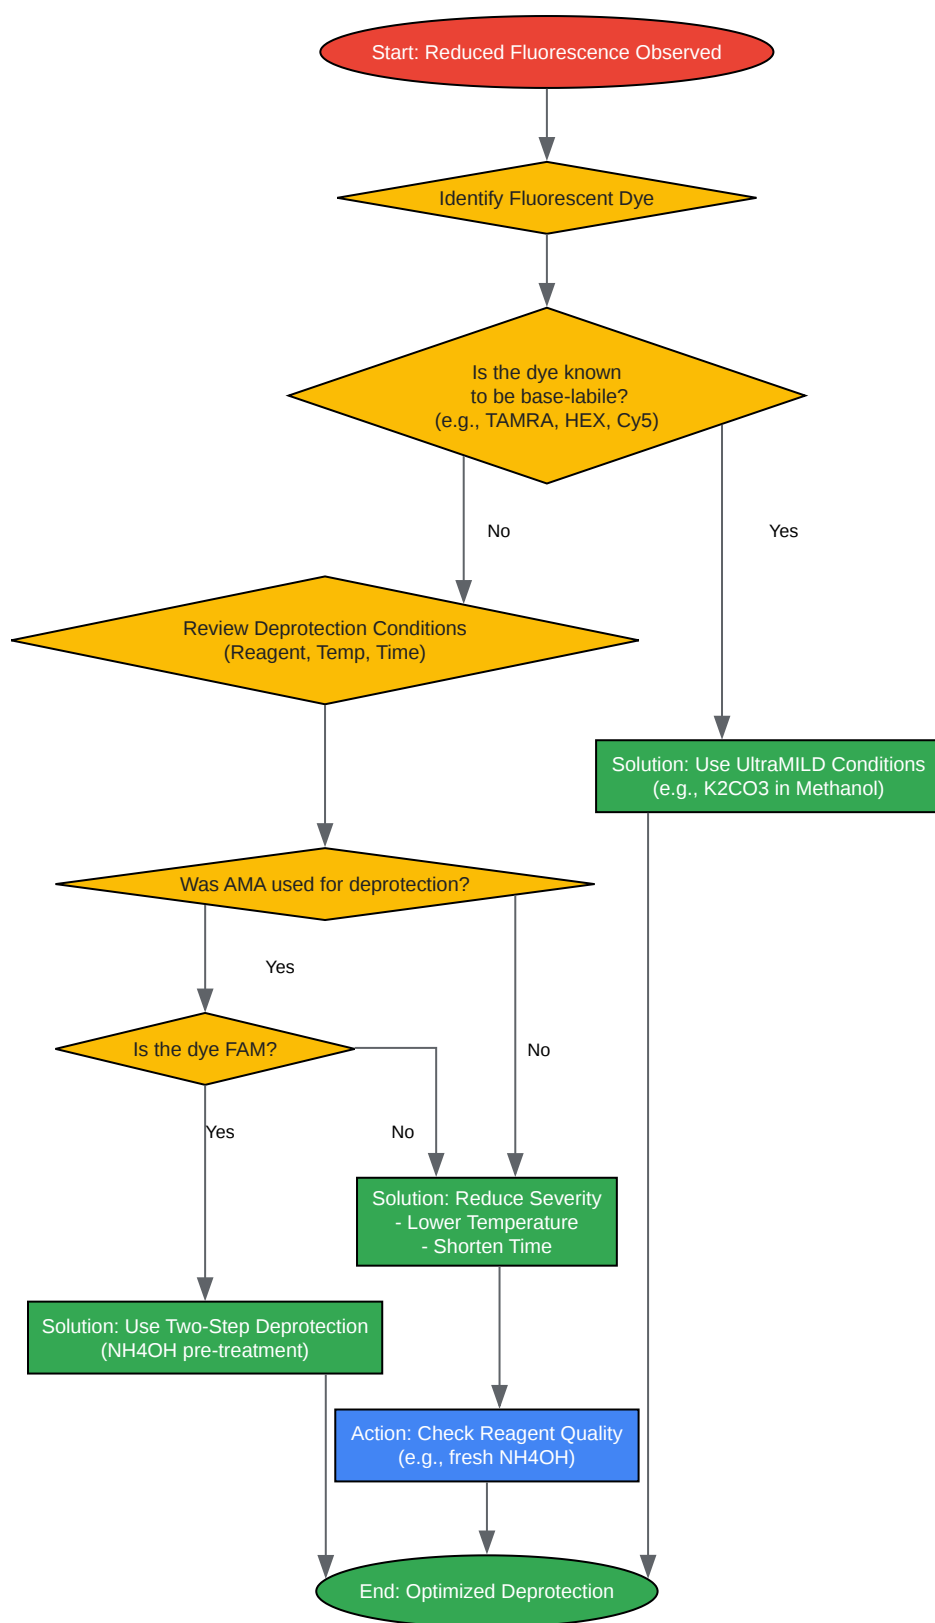 Start: Reduced Fluorescence Observed
Identify Fluorescent Dye
Is the dye known
to be base-labile?
(e.g., TAMRA, HEX, Cy5)
No
Yes
Review Deprotection Conditions
(Reagent, Temp, Time)
Solution: Use UltraMILD Conditions
(e.g., K2CO3 in Methanol)
Was AMA used for deprotection?
Yes
Is the dye FAM?
No
Yes
No
Solution: Reduce Severity
- Lower Temperature
- Shorten Time
Solution: Use Two-Step Deprotection
(NH4OH pre-treatment)
Action: Check Reagent Quality
(e.g., fresh NH4OH)
End: Optimized Deprotection